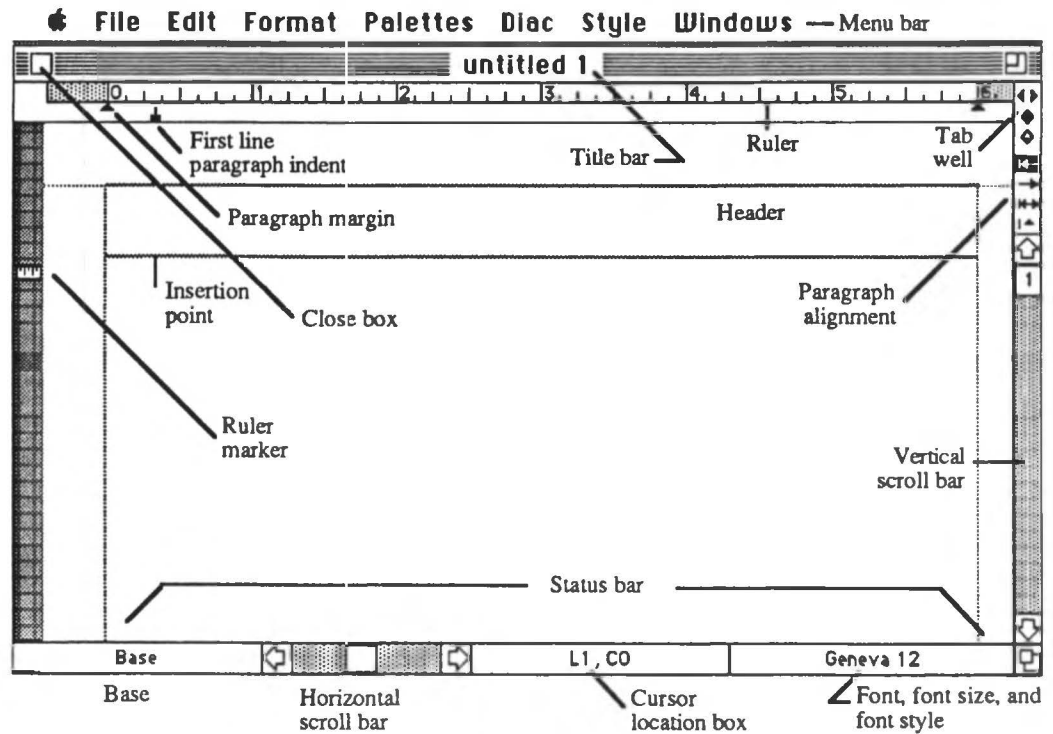 File Edit Format Palettes Diac Style Windows Menu bar
untitled 1
0 1 2 3 4 5 6
First line
paragraph indent
Title bar
Ruler
Tab
well
Paragraph margin
Header
Insertion
point
Close box
Paragraph
alignment
1
Ruler
marker
Vertical
scroll bar
Status bar
Base
L1, C0
Geneva 12
Base
Horizontal
scroll bar
Cursor
location box
Font, font size, and
font style